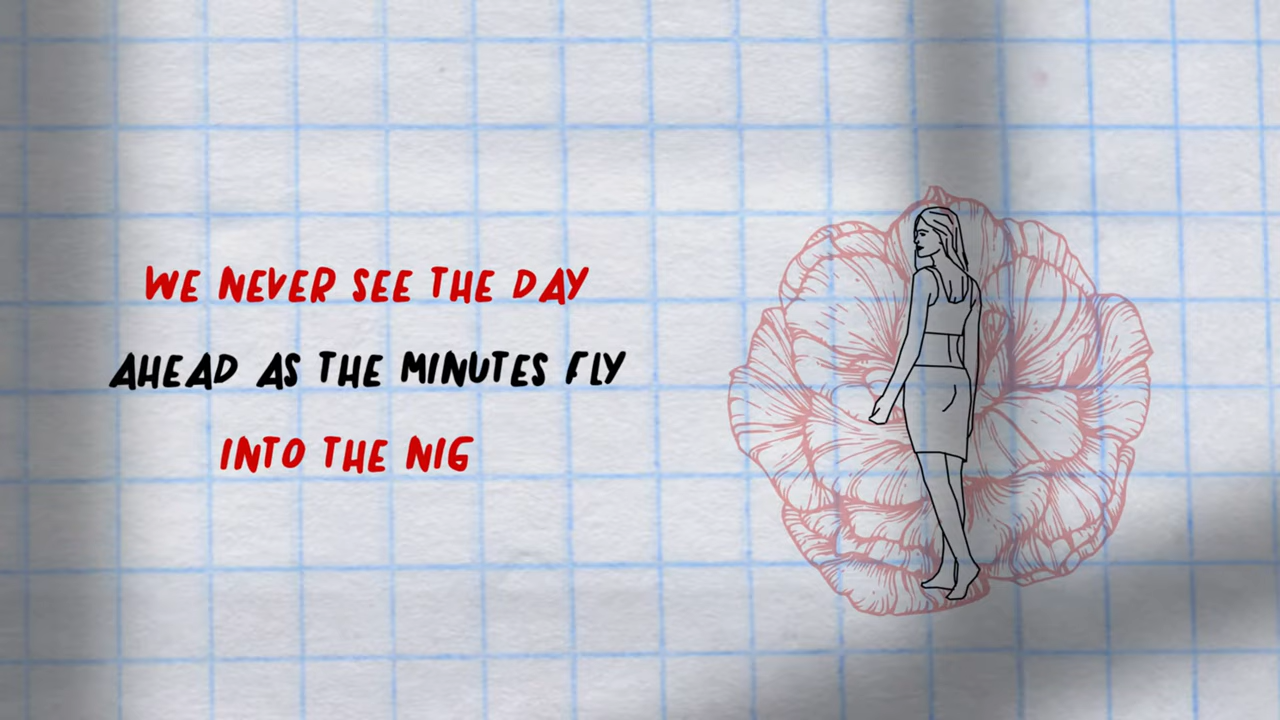 WE NEVER SEE THE DAY
AHEAD AS THE MINUTES FLY
INTO THE NIG